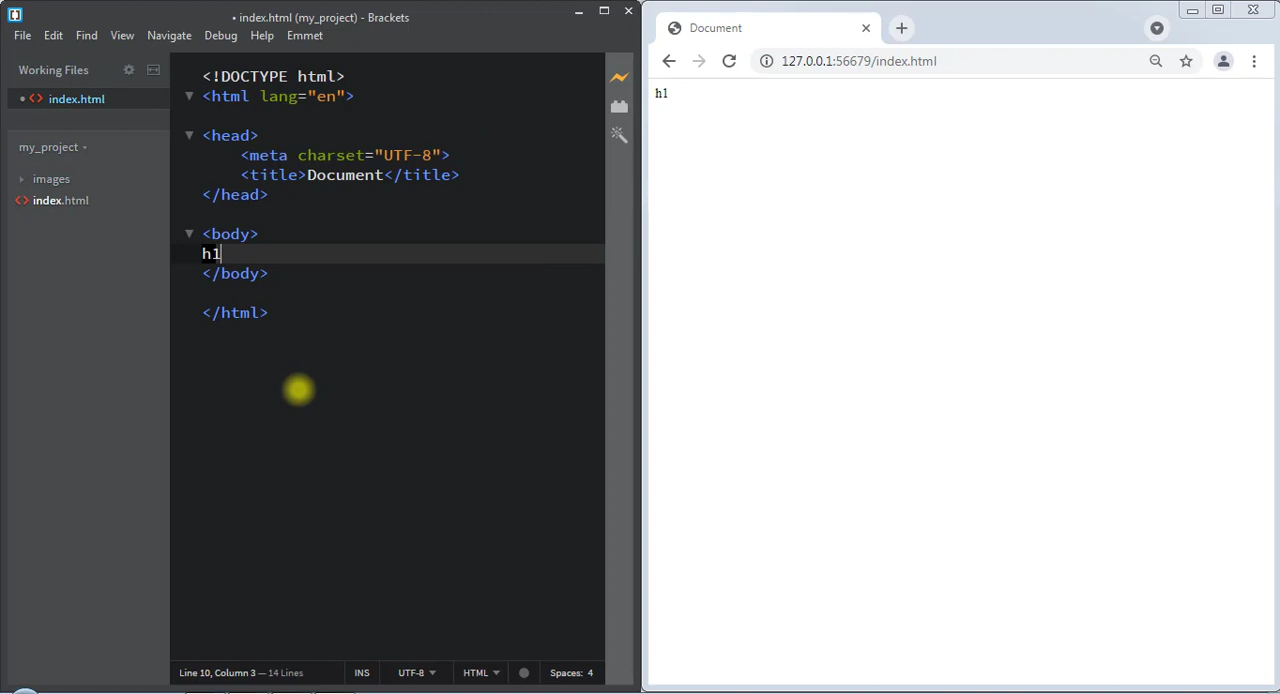 • index.html (my_project) - Brackets
File Edit Find View Navigate Debug Help Emmet
Working Files
• index.html
my_project
images
index.html
<!DOCTYPE html>
<html lang="en">
<head>
<meta charset="UTF-8">
<title>Document</title>
</head>
<body>
h1
</body>
</html>
Line 10, Column 3 — 14 Lines INS UTF-8 HTML Spaces: 4
Document
127.0.0.1:56679/index.html
h1